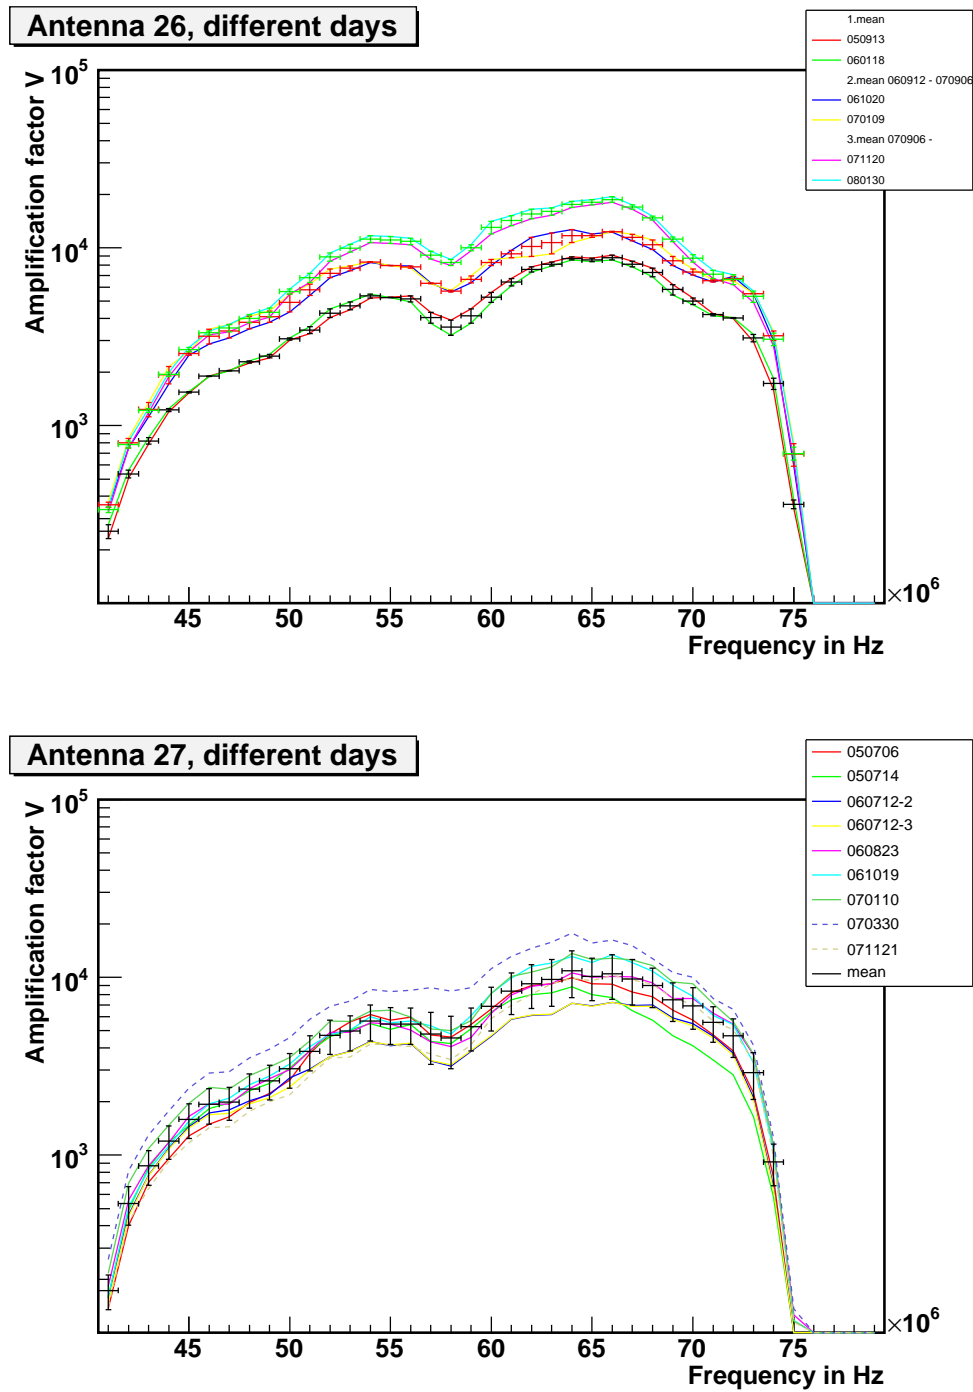 Antenna 26, different days
Amplification factor V
10^5
10^4
10^3
45 50 55 60 65 70 75
×10^6
Frequency in Hz
1.mean
050913
060118
2.mean 060912 - 070906
061020
070109
3.mean 070906 -
071120
080130
Antenna 27, different days
Amplification factor V
10^5
10^4
10^3
45 50 55 60 65 70 75
×10^6
Frequency in Hz
050706
050714
060712-2
060712-3
060823
061019
070110
070330
071121
mean